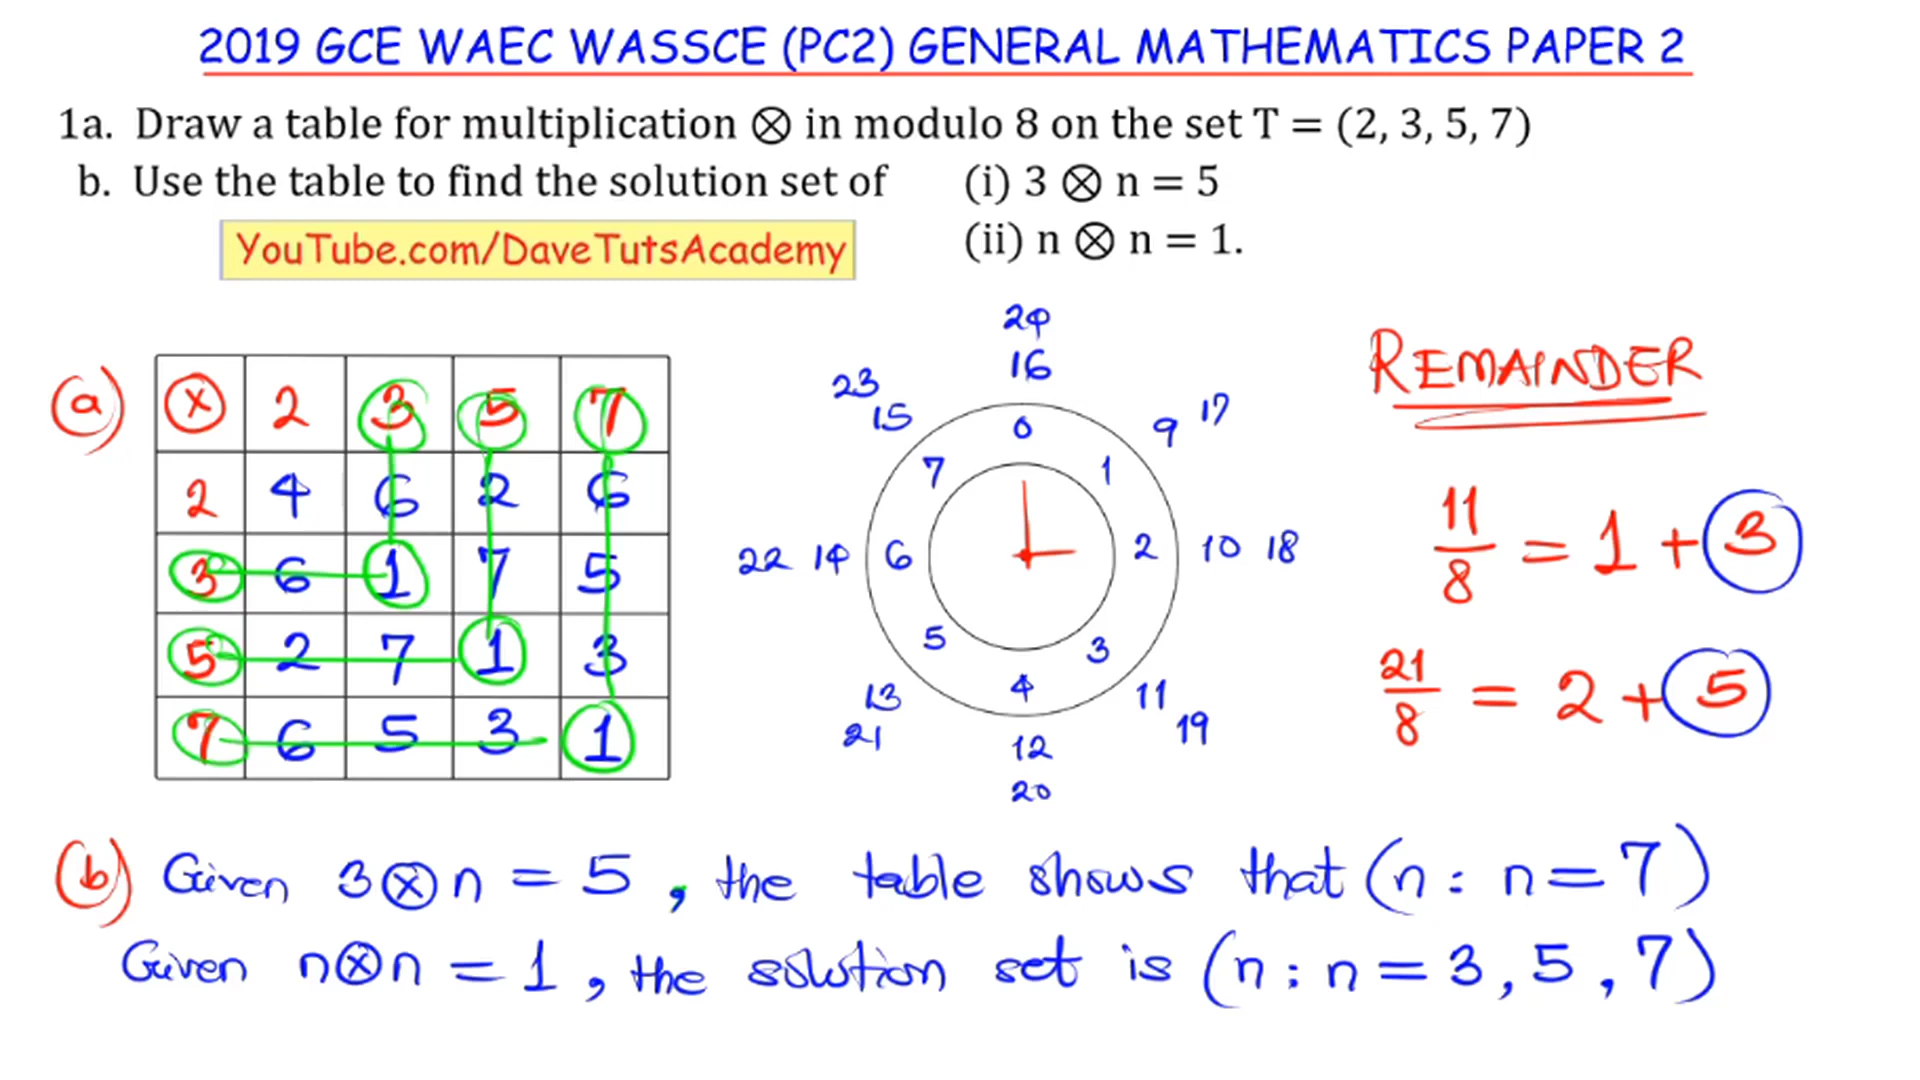 2019 GCE WAEC WASSCE (PC2) GENERAL MATHEMATICS PAPER 2
1a. Draw a table for multiplication ⊗ in modulo 8 on the set T = (2, 3, 5, 7)
b. Use the table to find the solution set of (i) 3 ⊗ n = 5
(ii) n ⊗ n = 1.
YouTube.com/DaveTutsAcademy
(a)
⊗ 2 3 5 7
2 4 6 2 6
3 6 1 7 5
5 2 7 1 3
7 6 5 3 1
24
16
23 15 9 17
0
7 1
22 14 6 2 10 18
5 3
4
13 11
21 19
12
20
REMAINDER
11/8 = 1 + 3
21/8 = 2 + 5
(b) Given 3 ⊗ n = 5, the table shows that (n : n = 7)
Given n ⊗ n = 1, the solution set is (n : n = 3, 5, 7)